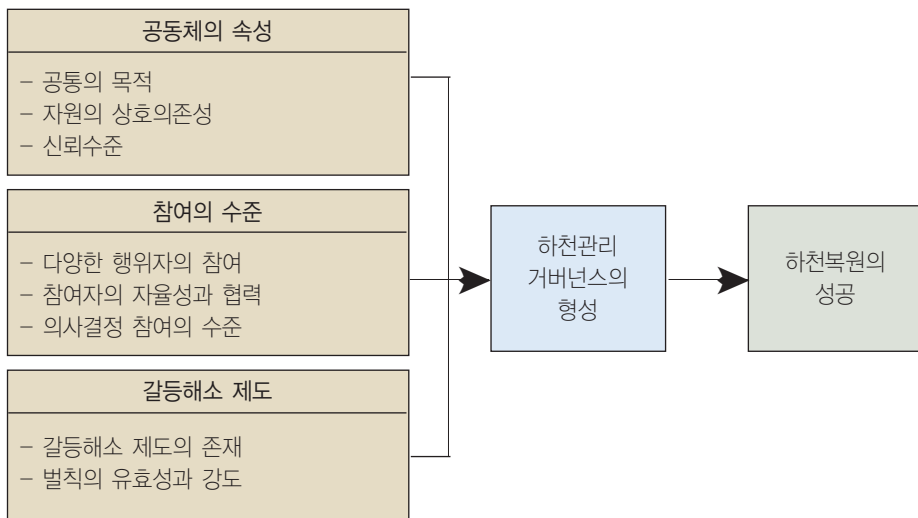 공동체의 속성
– 공통의 목적
– 자원의 상호의존성
– 신뢰수준
참여의 수준
– 다양한 행위자의 참여
– 참여자의 자율성과 협력
– 의사결정 참여의 수준
갈등해소 제도
– 갈등해소 제도의 존재
– 벌칙의 유효성과 강도
하천관리
거버넌스의
형성
하천복원의
성공